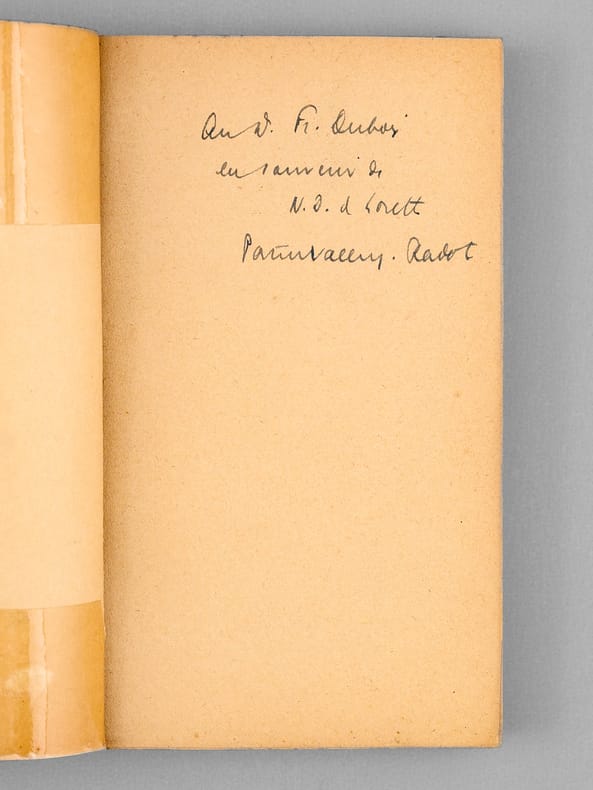 Au D. Fr. Dubois
en souvenir de
N. D. de Lorette
Pasteur Vallery-Radot